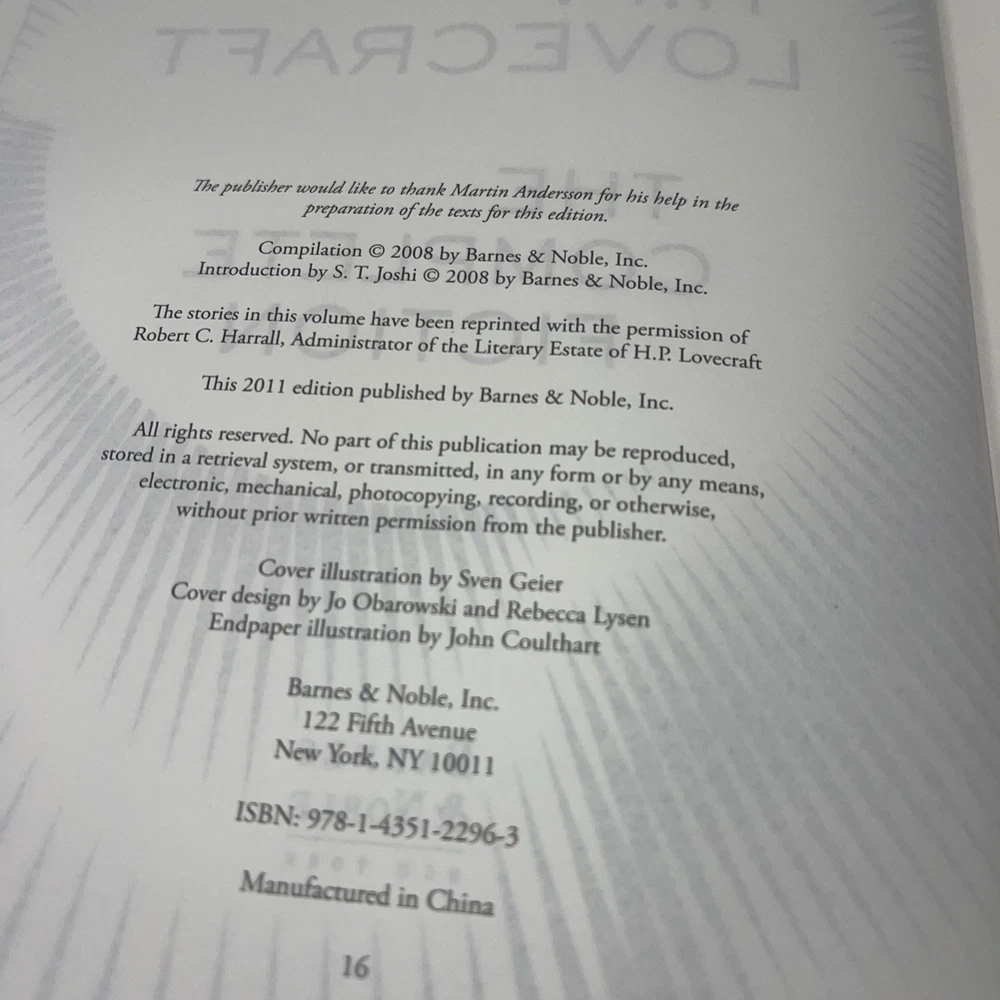 LOVECRAFT
THE
COMPLETE
FICTION
The publisher would like to thank Martin Andersson for his help in the
preparation of the texts for this edition.
Compilation © 2008 by Barnes & Noble, Inc.
Introduction by S. T. Joshi © 2008 by Barnes & Noble, Inc.
The stories in this volume have been reprinted with the permission of
Robert C. Harrall, Administrator of the Literary Estate of H.P. Lovecraft
This 2011 edition published by Barnes & Noble, Inc.
All rights reserved. No part of this publication may be reproduced,
stored in a retrieval system, or transmitted, in any form or by any means,
electronic, mechanical, photocopying, recording, or otherwise,
without prior written permission from the publisher.
Cover illustration by Sven Geier
Cover design by Jo Obarowski and Rebecca Lysen
Endpaper illustration by John Coulthart
Barnes & Noble, Inc.
122 Fifth Avenue
New York, NY 10011
ISBN: 978-1-4351-2296-3
Manufactured in China
16